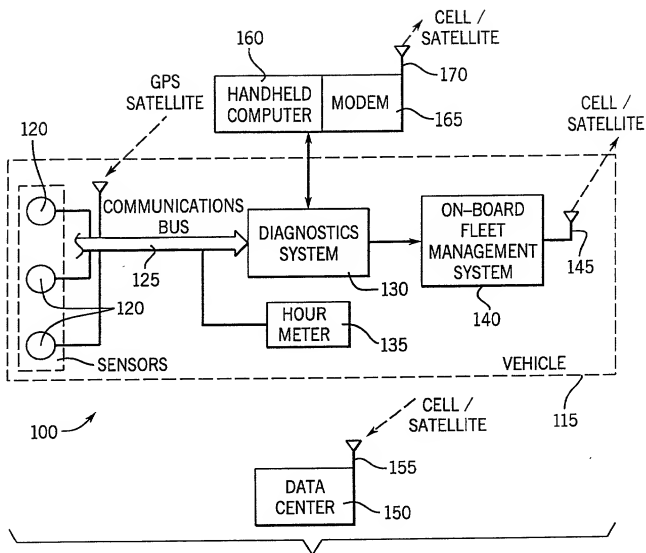 CELL /
SATELLITE
160
170
GPS
SATELLITE
HANDHELD
COMPUTER
MODEM
165
CELL /
SATELLITE
120
COMMUNICATIONS
BUS
125
DIAGNOSTICS
SYSTEM
130
ON-BOARD
FLEET
MANAGEMENT
SYSTEM
140
145
120
HOUR
METER
135
SENSORS
VEHICLE
115
100
CELL /
SATELLITE
155
DATA
CENTER
150